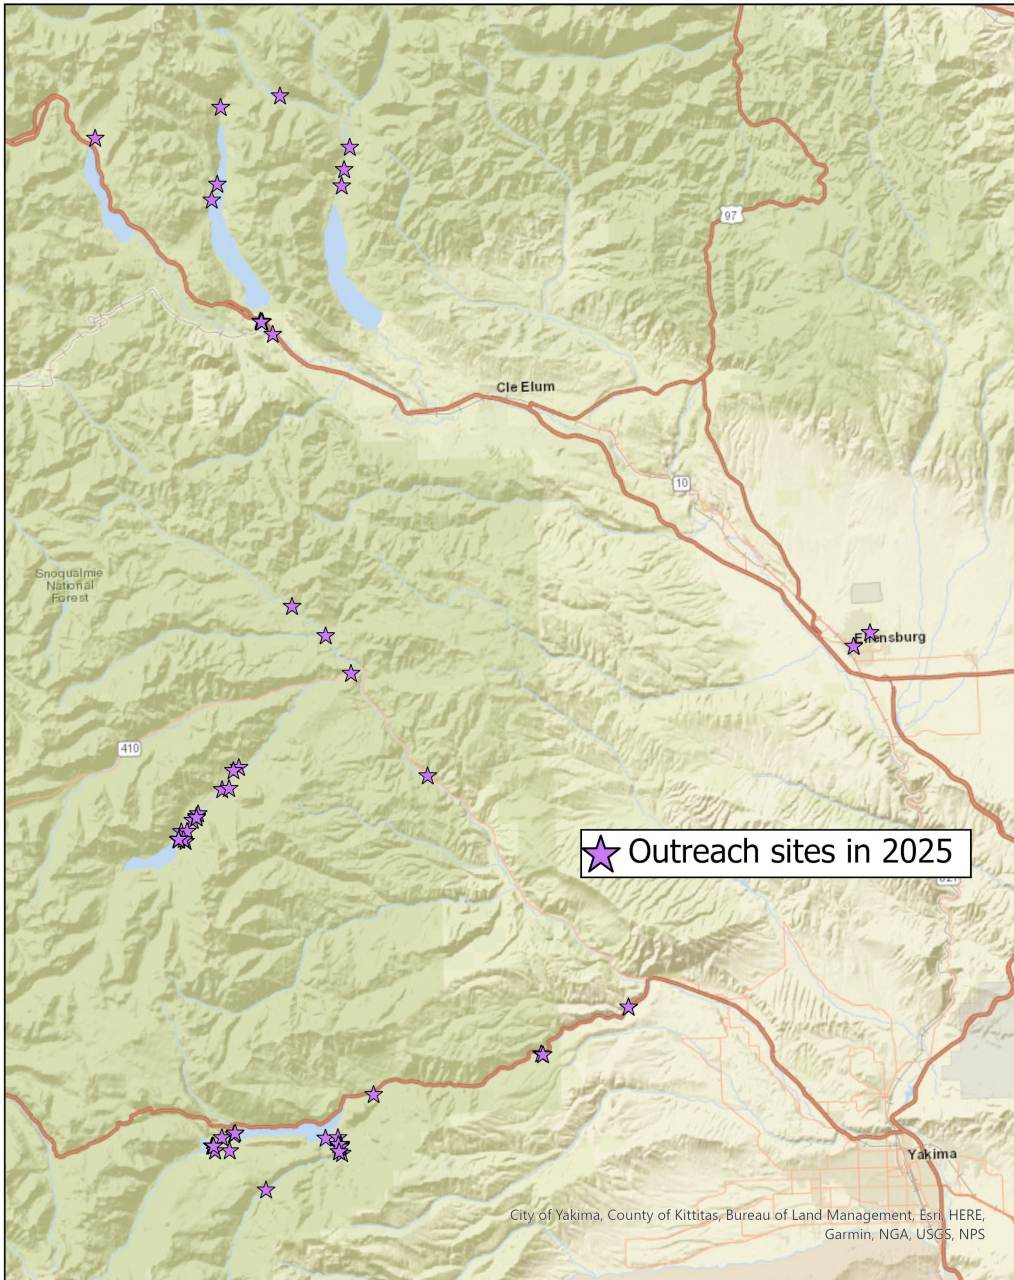 97
Cle Elum
10
Snoqualmie
National
Forest
Ellensburg
410
Outreach sites in 2025
821
Yakima
City of Yakima, County of Kittitas, Bureau of Land Management, Esri, HERE,
Garmin, NGA, USGS, NPS